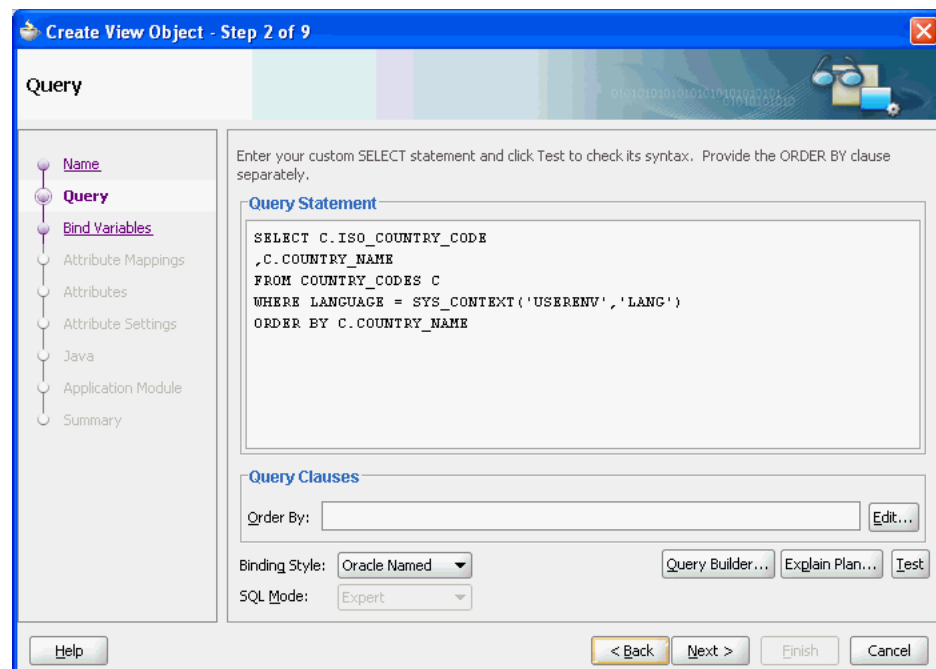 Create View Object - Step 2 of 9
Query
010101010101010101010101
01010101010
Name
Query
Bind Variables
Attribute Mappings
Attributes
Attribute Settings
Java
Application Module
Summary
Enter your custom SELECT statement and click Test to check its syntax. Provide the ORDER BY clause
separately.
Query Statement
SELECT C.ISO_COUNTRY_CODE
,C.COUNTRY_NAME
FROM COUNTRY_CODES C
WHERE LANGUAGE = SYS_CONTEXT('USERENV','LANG')
ORDER BY C.COUNTRY_NAME
Query Clauses
Order By: Edit...
Binding Style: Oracle Named Query Builder... Explain Plan... Test
SQL Mode: Expert
Help < Back Next > Finish Cancel